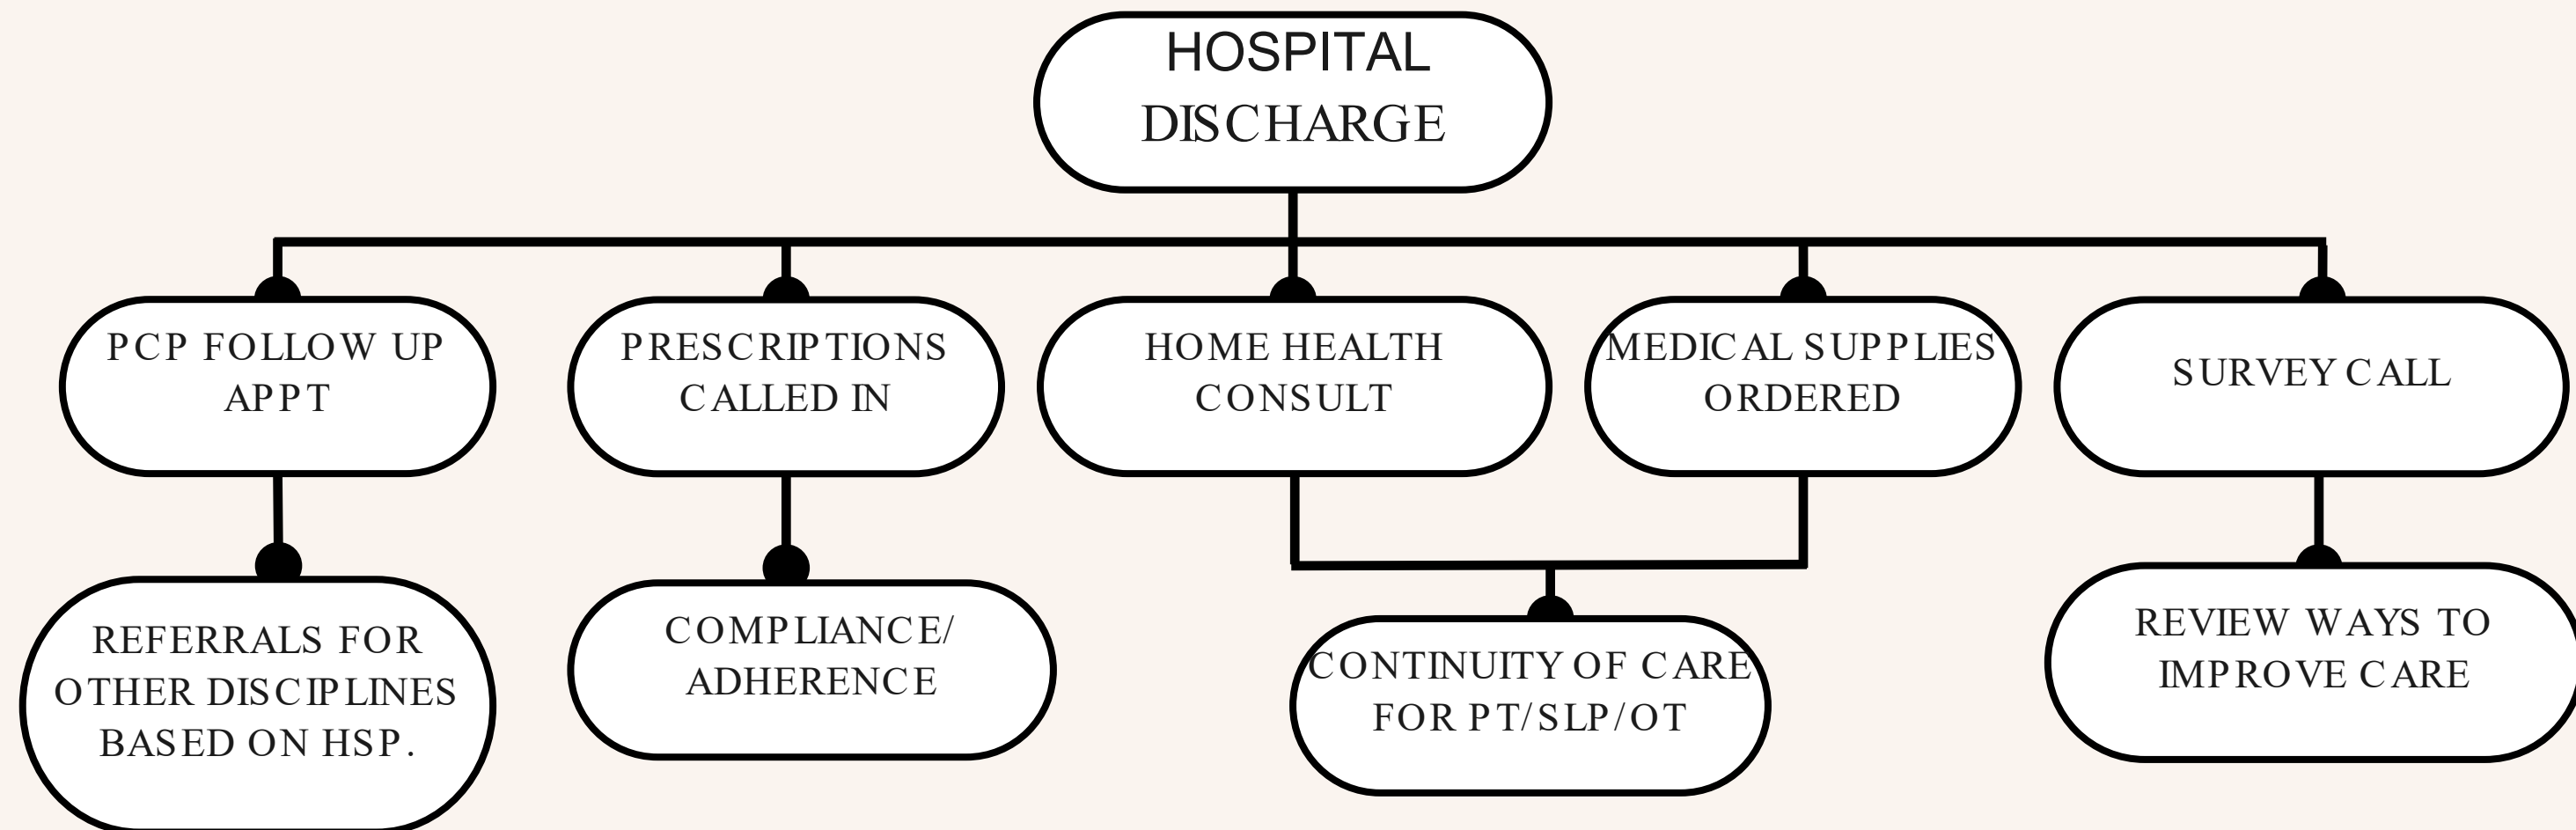 HOSPITAL
DISCHARGE
PCP FOLLOW UP
APPT
PRESCRIPTIONS
CALLED IN
HOME HEALTH
CONSULT
MEDICAL SUPPLIES
ORDERED
SURVEY CALL
REFERRALS FOR
OTHER DISCIPLINES
BASED ON HSP.
COMPLIANCE/
ADHERENCE
CONTINUITY OF CARE
FOR PT/SLP/OT
REVIEW WAYS TO
IMPROVE CARE